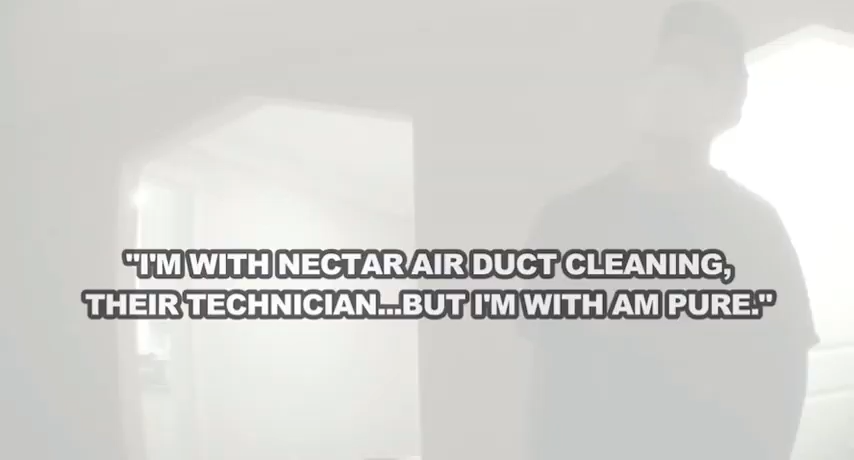 "I'M WITH NECTAR AIR DUCT CLEANING,
THEIR TECHNICIAN...BUT I'M WITH AM PURE."